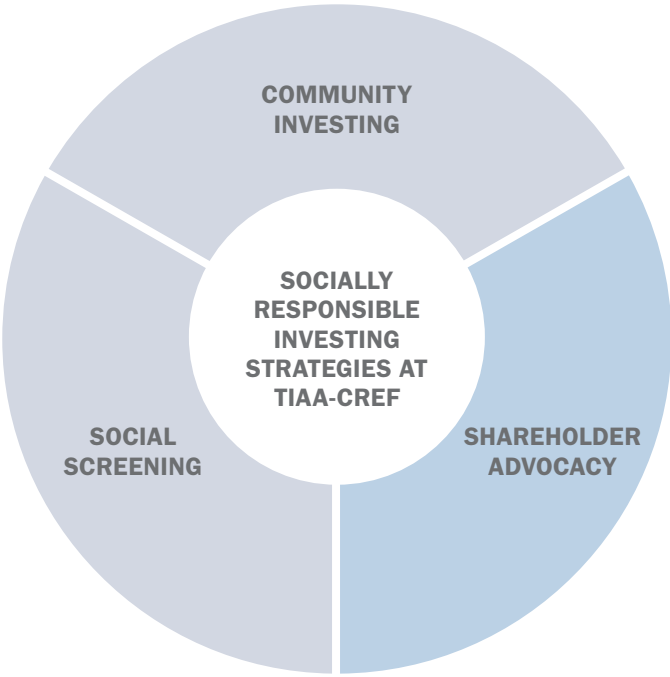 COMMUNITY
INVESTING
SOCIALLY
RESPONSIBLE
INVESTING
STRATEGIES AT
TIAA-CREF
SOCIAL
SCREENING
SHAREHOLDER
ADVOCACY